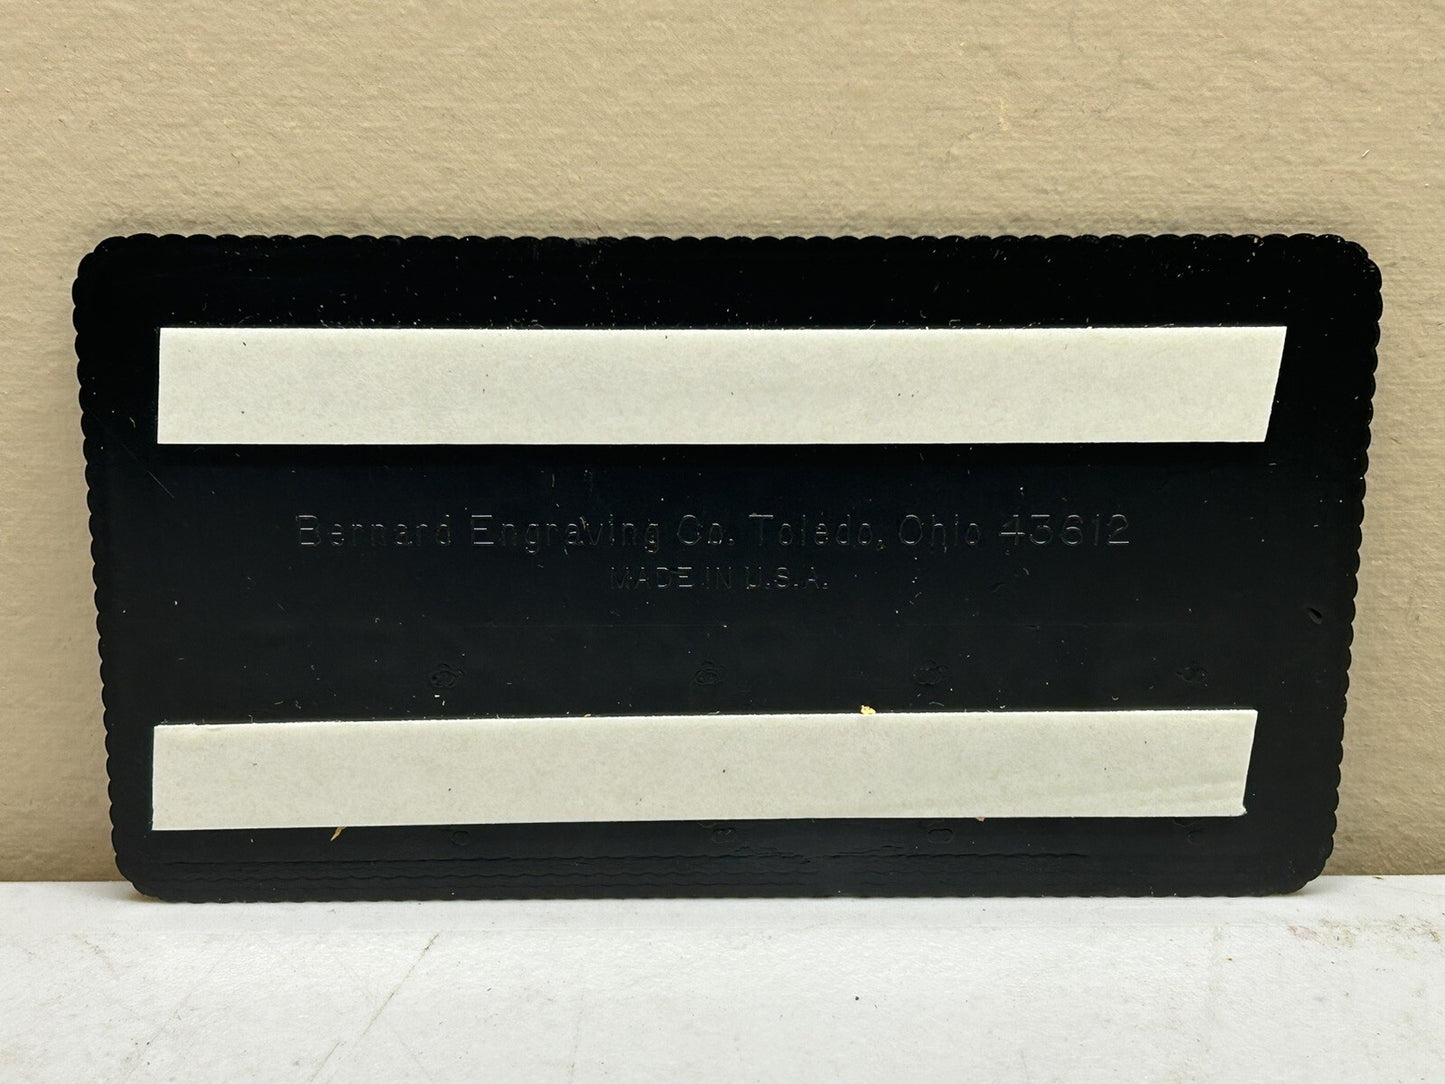 Bernard Engraving Co. Toledo, Ohio 43612
MADE IN U.S.A.